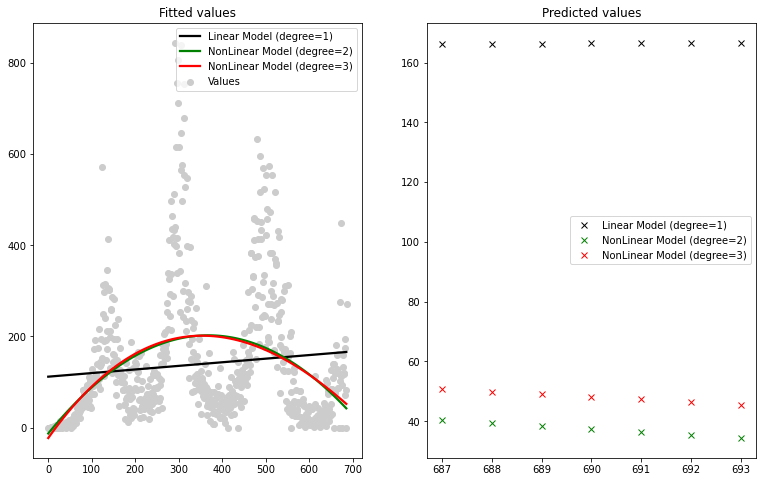 Fitted values
Linear Model (degree=1)
NonLinear Model (degree=2)
NonLinear Model (degree=3)
Values
800
600
400
200
0
0 100 200 300 400 500 600 700
Predicted values
160
140
120
100
80
60
40
Linear Model (degree=1)
NonLinear Model (degree=2)
NonLinear Model (degree=3)
687 688 689 690 691 692 693